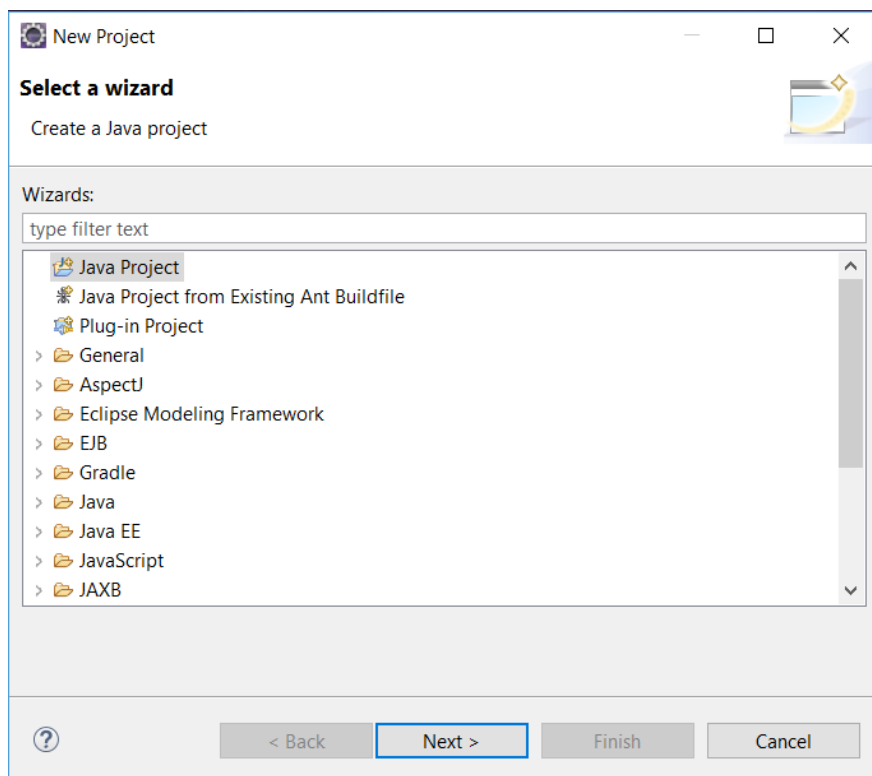 New Project
Select a wizard
Create a Java project
Wizards:
type filter text
Java Project
Java Project from Existing Ant Buildfile
Plug-in Project
General
AspectJ
Eclipse Modeling Framework
EJB
Gradle
Java
Java EE
JavaScript
JAXB
? < Back Next > Finish Cancel